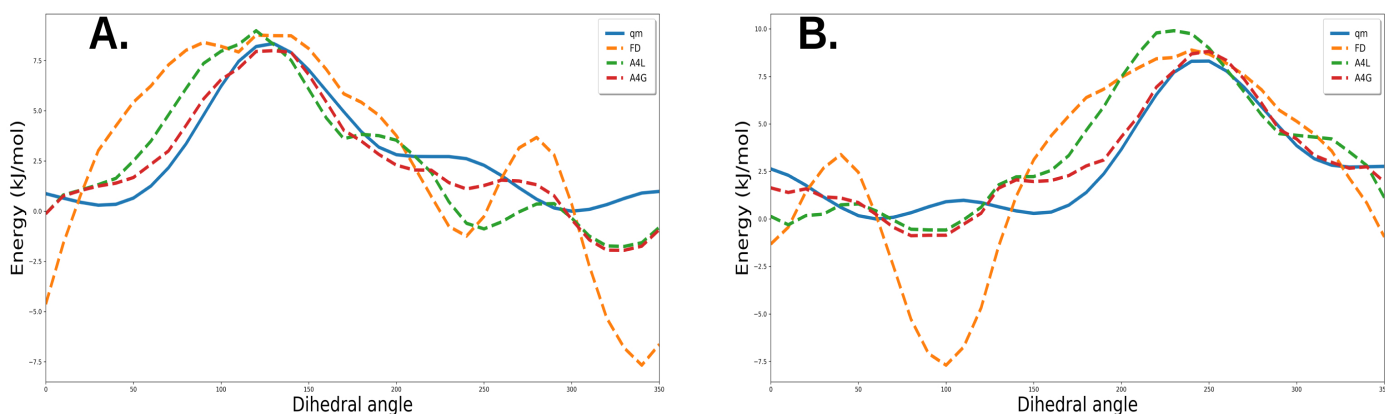 A.
qm
FD
A4L
A4G
Energy (kJ/mol)
7.5
5.0
2.5
0.0
−2.5
−5.0
−7.5
0 50 100 150 200 250 300 350
Dihedral angle
B.
qm
FD
A4L
A4G
Energy (kJ/mol)
10.0
7.5
5.0
2.5
0.0
−2.5
−5.0
−7.5
0 50 100 150 200 250 300 35
Dihedral angle